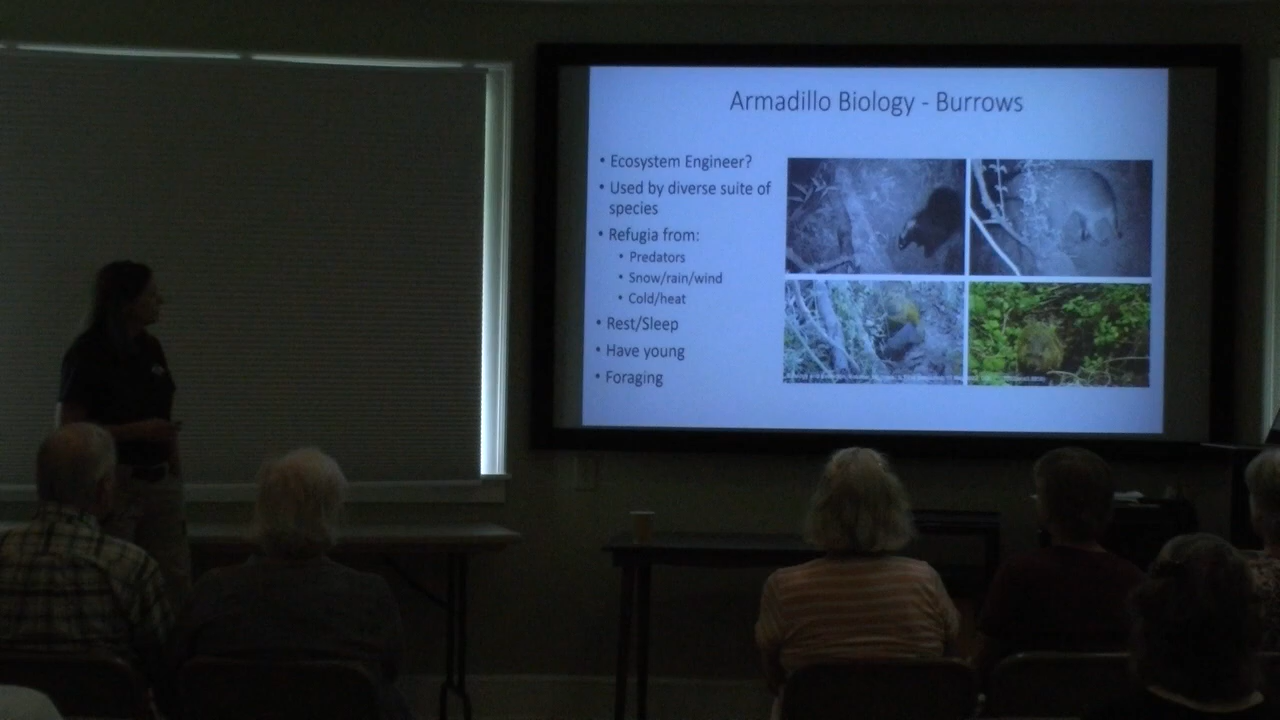 Armadillo Biology - Burrows
• Ecosystem Engineer?
• Used by diverse suite of
species
• Refugia from:
• Predators
• Snow/rain/wind
• Cold/heat
• Rest/Sleep
• Have young
• Foraging